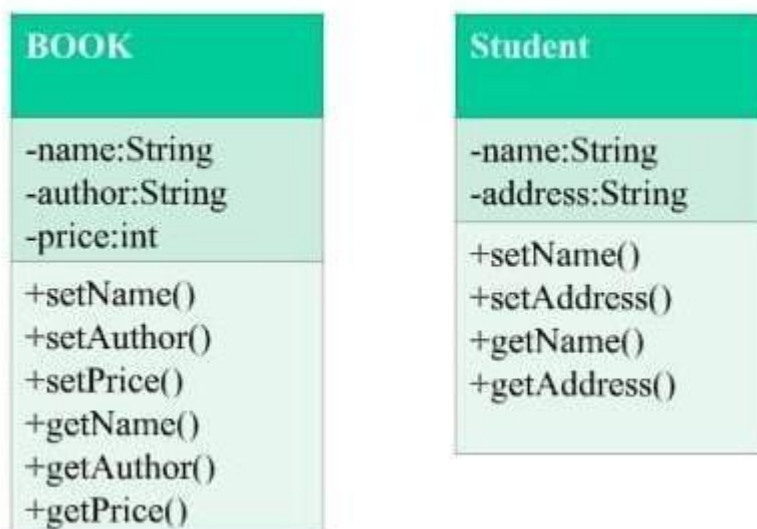 BOOK
-name:String
-author:String
-price:int
+setName()
+setAuthor()
+setPrice()
+getName()
+getAuthor()
+getPrice()
Student
-name:String
-address:String
+setName()
+setAddress()
+getName()
+getAddress()